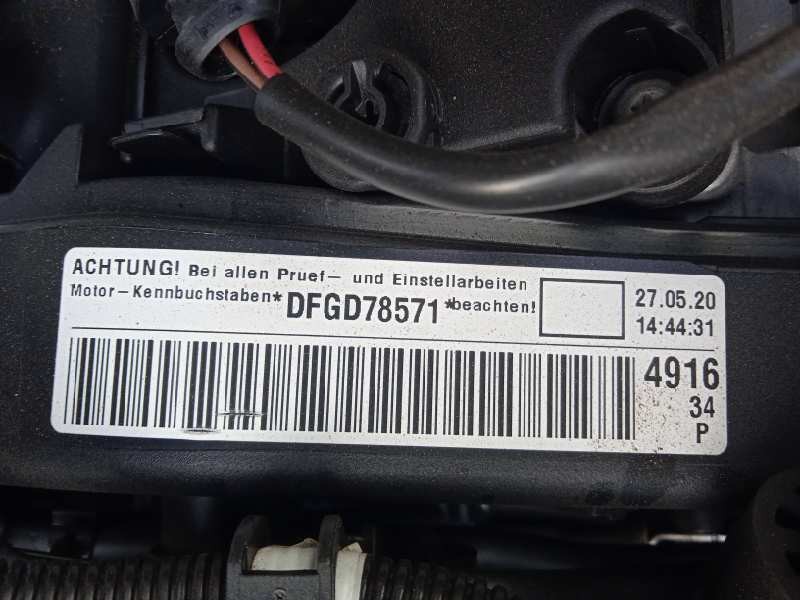 ACHTUNG! Bei allen Pruef- und Einstellarbeiten
Motor-Kennbuchstaben*DFGD78571*beachten!
27.05.20
14:44:31
4916
34
P